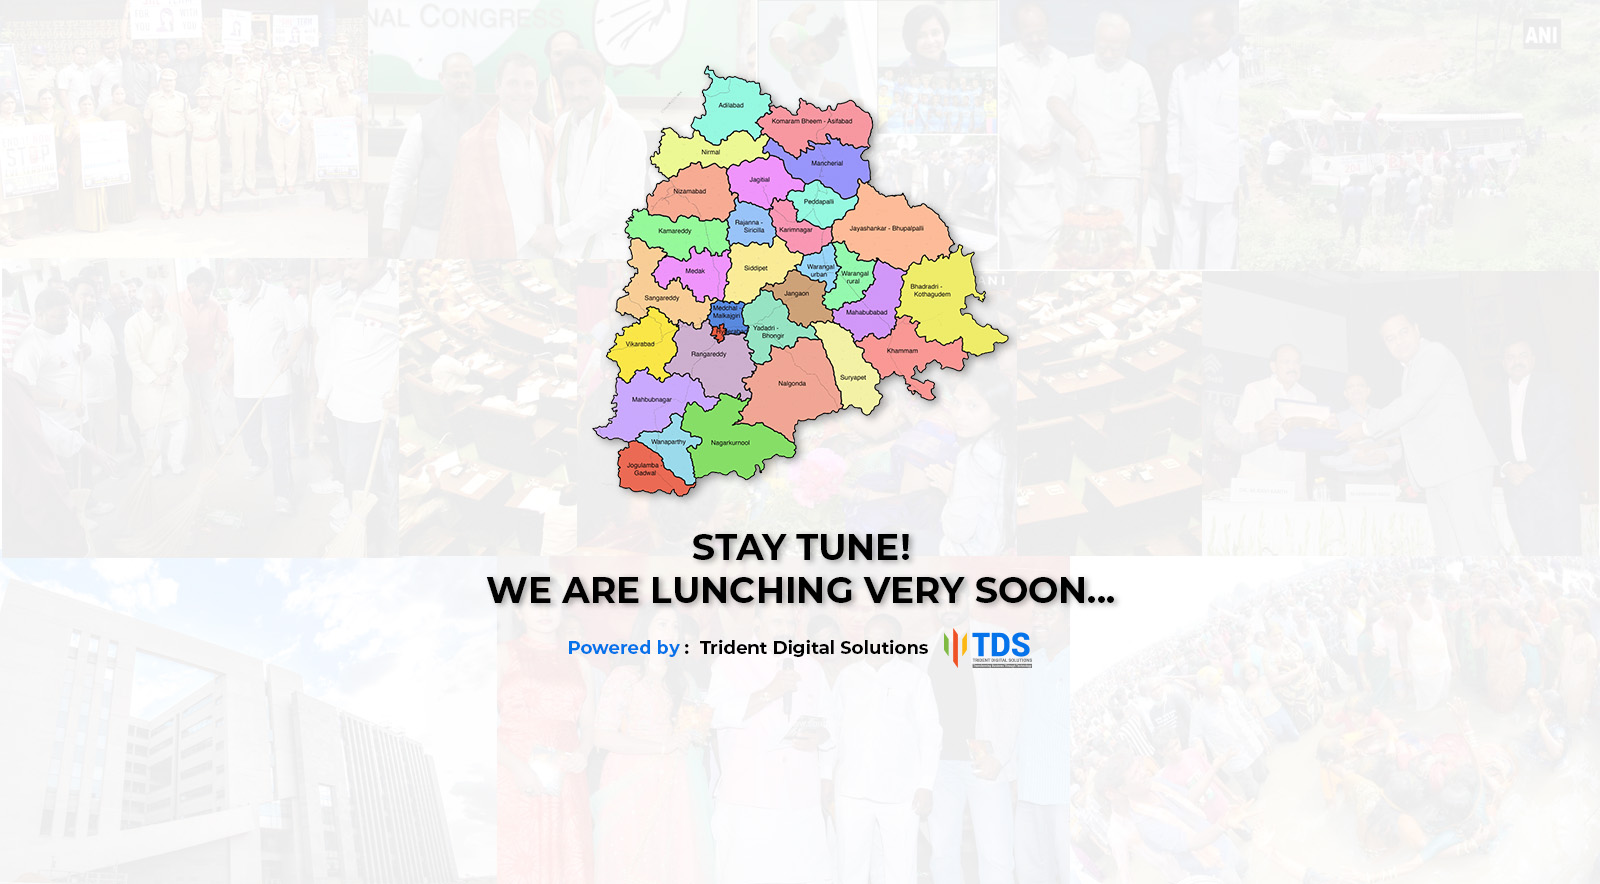 NAL CONGRESS
ANI
Adilabad
Komaram Bheem - Asifabad
Nirmal
Mancherial
Jagitial
Nizamabad
Peddapalli
Rajanna -
Siricilla
Karimnagar
Jayashankar - Bhupalpalli
Kamareddy
Medak
Siddipet
Warangal
urban
Warangal
rural
Bhadradri -
Kothagudem
Sangareddy
Jangaon
Medchal -
Malkajgiri
Mahabubabad
Yadadri -
Bhongir
Vikarabad
Rangareddy
Khammam
Nalgonda
Suryapet
Mahbubnagar
Wanaparthy
Nagarkurnool
Jogulamba -
Gadwal
STAY TUNE!
WE ARE LUNCHING VERY SOON...
Powered by : Trident Digital Solutions
TDS
TRIDENT DIGITAL SOLUTIONS